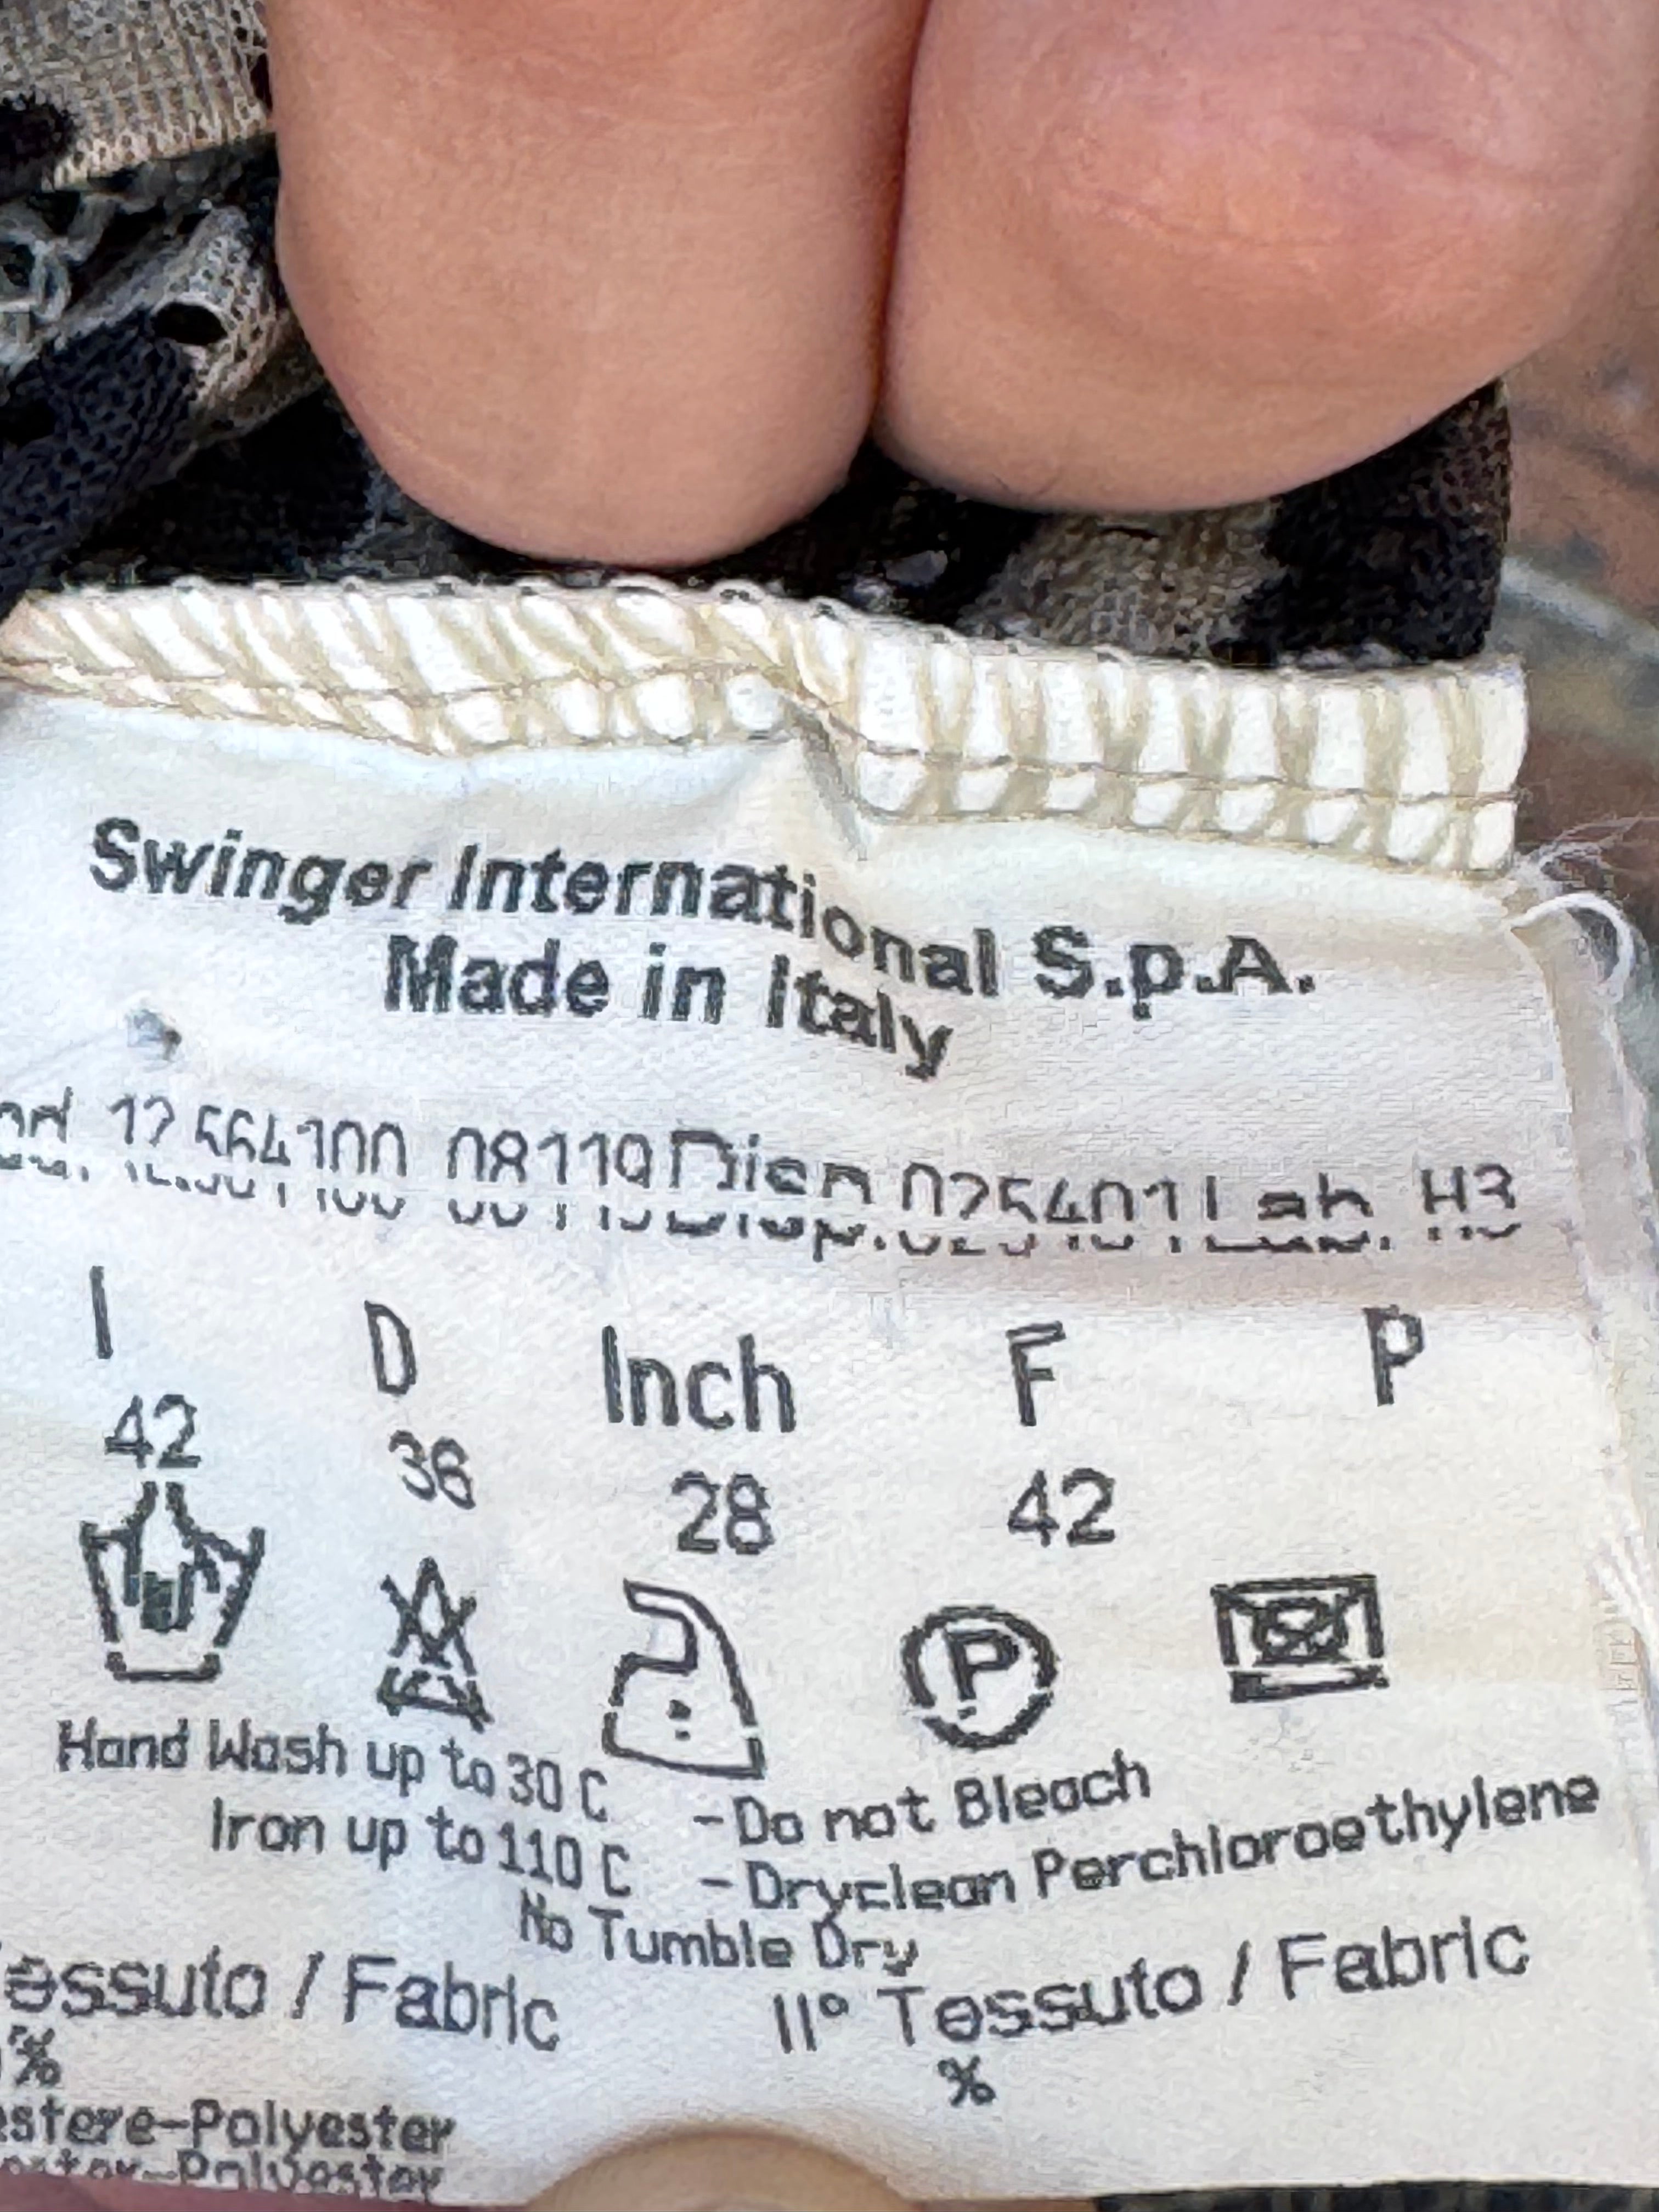 Swinger International S.p.A.
Made in Italy
I D Inch F P
42 36 28 42
P
Hand Wash up to 30 C - Do not Bleach
Iron up to 110 C - Dryclean Perchloroethylene
No Tumble Dry
essuto / Fabric II° Tessuto / Fabric
% %
estere-Polyester